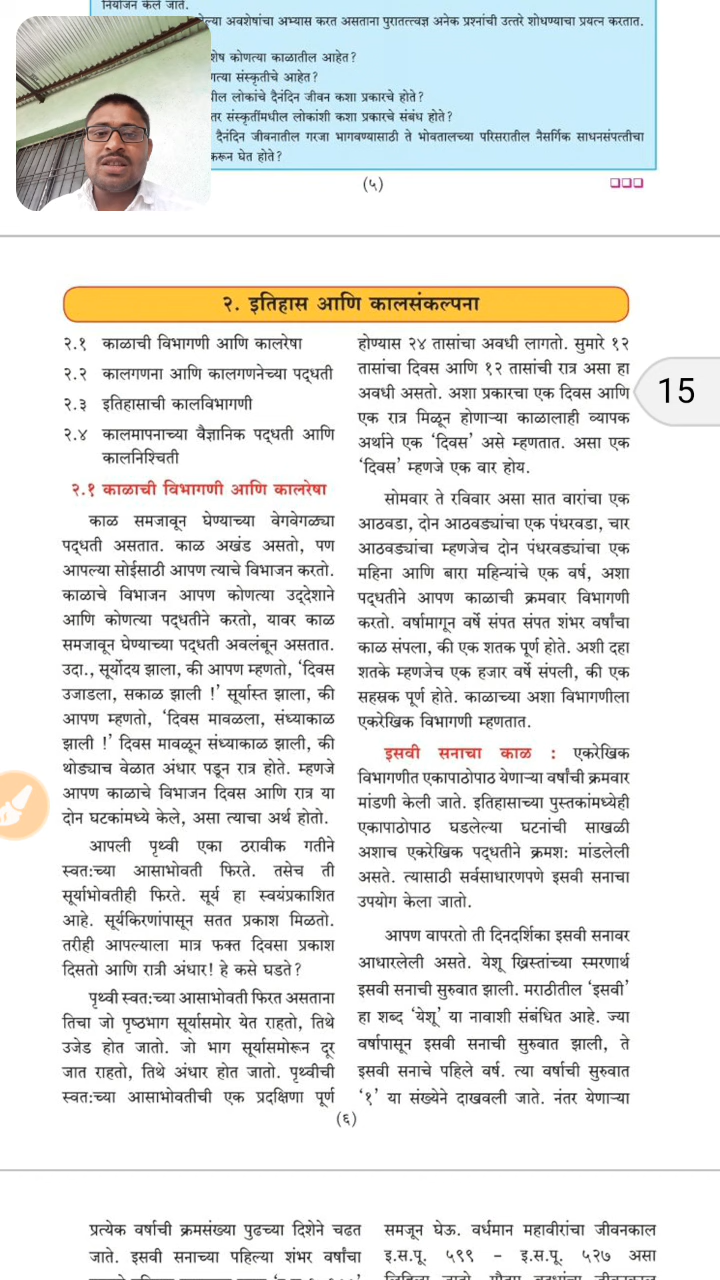 नियोजन केले जाते.
अवशेषांचा अभ्यास करत असताना पुरातत्त्वज्ञ अनेक प्रश्नांची उत्तरे शोधण्याचा प्रयत्न करतात.
कोणत्या काळातील आहेत?
संस्कृतीचे आहेत?
लोकांचे दैनंदिन जीवन कशा प्रकारचे होते?
संस्कृतींमधील लोकांशी कशा प्रकारचे संबंध होते?
दैनंदिन जीवनातील गरजा भागवण्यासाठी ते भोवतालच्या परिसरातील नैसर्गिक साधनसंपत्तीचा
करून घेत होते?
(५)
२. इतिहास आणि कालसंकल्पना
२.१ काळाची विभागणी आणि कालरेषा
२.२ कालगणना आणि कालगणनेच्या पद्धती
२.३ इतिहासाची कालविभागणी
२.४ कालमापनाच्या वैज्ञानिक पद्धती आणि
कालनिश्चिती
२.१ काळाची विभागणी आणि कालरेषा
काळ समजावून घेण्याच्या वेगवेगळ्या
पद्धती असतात. काळ अखंड असतो, पण
आपल्या सोईसाठी आपण त्याचे विभाजन करतो.
काळाचे विभाजन आपण कोणत्या उद्देशाने
आणि कोणत्या पद्धतीने करतो, यावर काळ
समजावून घेण्याच्या पद्धती अवलंबून असतात.
उदा., सूर्योदय झाला, की आपण म्हणतो, ‘दिवस
उजाडला, सकाळ झाली !’ सूर्यास्त झाला, की
आपण म्हणतो, ‘दिवस मावळला, संध्याकाळ
झाली !’ दिवस मावळून संध्याकाळ झाली, की
थोड्याच वेळात अंधार पडून रात्र होते. म्हणजे
आपण काळाचे विभाजन दिवस आणि रात्र या
दोन घटकांमध्ये केले, असा त्याचा अर्थ होतो.
आपली पृथ्वी एका ठरावीक गतीने
स्वत:च्या आसाभोवती फिरते. तसेच ती
सूर्याभोवतीही फिरते. सूर्य हा स्वयंप्रकाशित
आहे. सूर्यकिरणांपासून सतत प्रकाश मिळतो.
तरीही आपल्याला मात्र फक्त दिवसा प्रकाश
दिसतो आणि रात्री अंधार! हे कसे घडते?
पृथ्वी स्वत:च्या आसाभोवती फिरत असताना
तिचा जो पृष्ठभाग सूर्यासमोर येत राहतो, तिथे
उजेड होत जातो. जो भाग सूर्यासमोरून दूर
जात राहतो, तिथे अंधार होत जातो. पृथ्वीची
स्वत:च्या आसाभोवतीची एक प्रदक्षिणा पूर्ण
होण्यास २४ तासांचा अवधी लागतो. सुमारे १२
तासांचा दिवस आणि १२ तासांची रात्र असा हा
अवधी असतो. अशा प्रकारचा एक दिवस आणि
एक रात्र मिळून होणाऱ्या काळालाही व्यापक
अर्थाने एक ‘दिवस’ असे म्हणतात. असा एक
‘दिवस’ म्हणजे एक वार होय.
सोमवार ते रविवार असा सात वारांचा एक
आठवडा, दोन आठवड्यांचा एक पंधरवडा, चार
आठवड्यांचा म्हणजेच दोन पंधरवड्यांचा एक
महिना आणि बारा महिन्यांचे एक वर्ष, अशा
पद्धतीने आपण काळाची क्रमवार विभागणी
करतो. वर्षामागून वर्षे संपत संपत शंभर वर्षांचा
काळ संपला, की एक शतक पूर्ण होते. अशी दहा
शतके म्हणजेच एक हजार वर्षे संपली, की एक
सहस्रक पूर्ण होते. काळाच्या अशा विभागणीला
एकरेखिक विभागणी म्हणतात.
इसवी सनाचा काळ : एकरेखिक
विभागणीत एकापाठोपाठ येणाऱ्या वर्षांची क्रमवार
मांडणी केली जाते. इतिहासाच्या पुस्तकांमध्येही
एकापाठोपाठ घडलेल्या घटनांची साखळी
अशाच एकरेखिक पद्धतीने क्रमश: मांडलेली
असते. त्यासाठी सर्वसाधारणपणे इसवी सनाचा
उपयोग केला जातो.
आपण वापरतो ती दिनदर्शिका इसवी सनावर
आधारलेली असते. येशू ख्रिस्तांच्या स्मरणार्थ
इसवी सनाची सुरुवात झाली. मराठीतील ‘इसवी’
हा शब्द ‘येशू’ या नावाशी संबंधित आहे. ज्या
वर्षापासून इसवी सनाची सुरुवात झाली, ते
इसवी सनाचे पहिले वर्ष. त्या वर्षाची सुरुवात
‘१’ या संख्येने दाखवली जाते. नंतर येणाऱ्या
15
(६)
प्रत्येक वर्षाची क्रमसंख्या पुढच्या दिशेने चढत
जाते. इसवी सनाच्या पहिल्या शंभर वर्षांचा
समजून घेऊ. वर्धमान महावीरांचा जीवनकाल
इ.स.पू. ५९९ – इ.स.पू. ५२७ असा